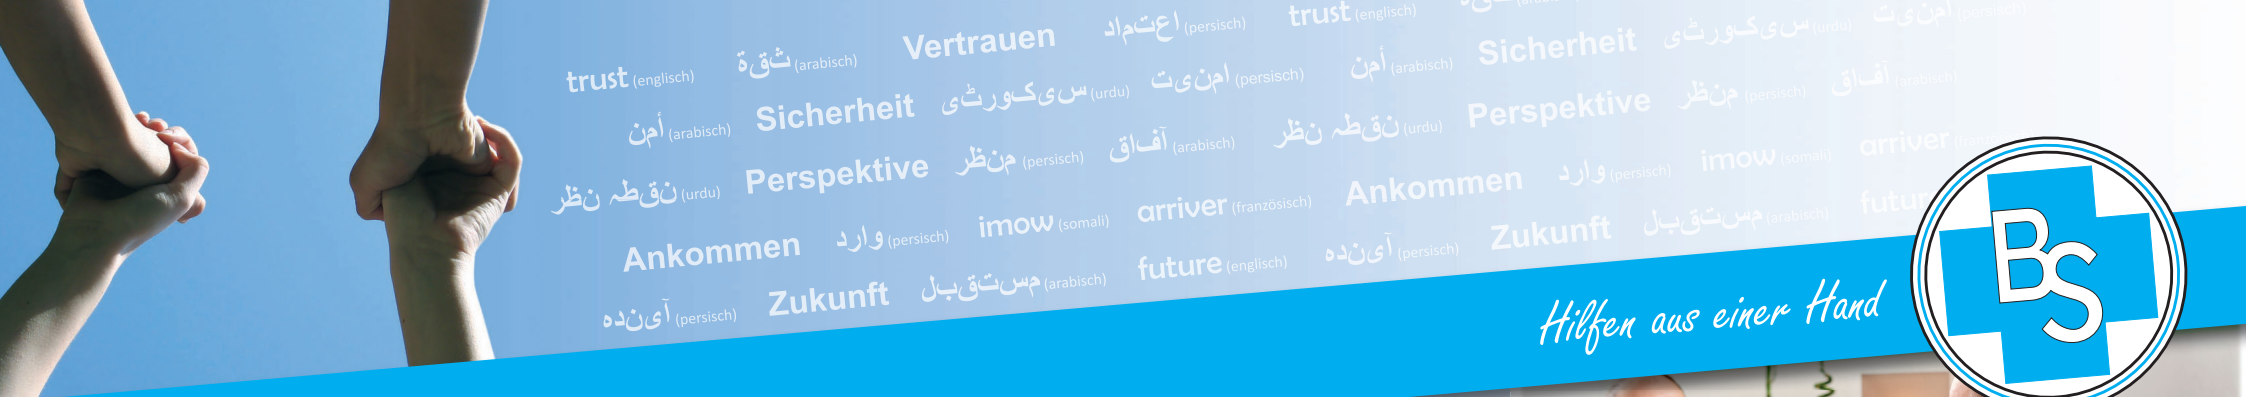 trust (englisch) ثقة (arabisch) Vertrauen اعتماد (persisch) trust (englisch)
أمن (arabisch) Sicherheit سیکورٹی (urdu) امنیت (persisch) أمن (arabisch) Sicherheit سیکورٹی (urdu) امنیت (persisch)
نقطہ نظر (urdu) Perspektive منظر (persisch) آفاق (arabisch) نقطہ نظر (urdu) Perspektive منظر (persisch) آفاق (arabisch)
Ankommen وارد (persisch) imow (somali) arriver (französisch) Ankommen وارد (persisch) imow (somali) arriver
آینده (persisch) Zukunft مستقبل (arabisch) future (englisch) آینده (persisch) Zukunft مستقبل (arabisch) futur
Hilfen aus einer Hand
BS